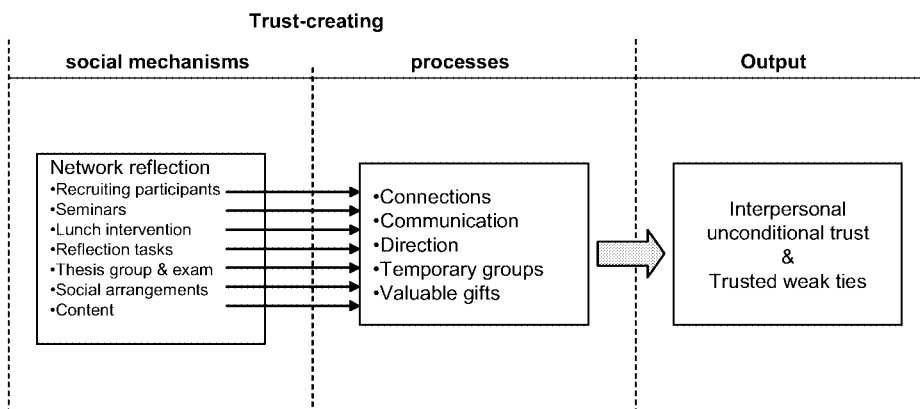 Trust-creating
social mechanisms
processes
Output
Network reflection
•Recruiting participants
•Seminars
•Lunch intervention
•Reflection tasks
•Thesis group & exam
•Social arrangements
•Content
•Connections
•Communication
•Direction
•Temporary groups
•Valuable gifts
Interpersonal
unconditional trust
&
Trusted weak ties